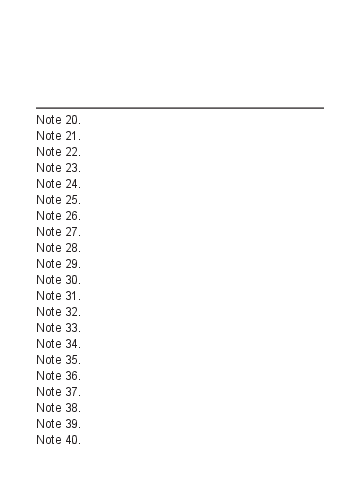 Note 20.
Note 21.
Note 22.
Note 23.
Note 24.
Note 25.
Note 26.
Note 27.
Note 28.
Note 29.
Note 30.
Note 31.
Note 32.
Note 33.
Note 34.
Note 35.
Note 36.
Note 37.
Note 38.
Note 39.
Note 40.